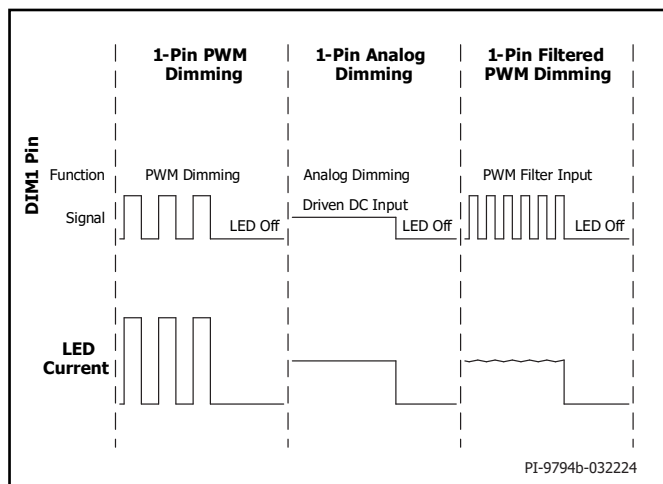 1-Pin PWM
Dimming
1-Pin Analog
Dimming
1-Pin Filtered
PWM Dimming
DIM1 Pin
Function
PWM Dimming
Analog Dimming
PWM Filter Input
Signal
LED Off
Driven DC Input
LED Off
LED Off
LED
Current
PI-9794b-032224